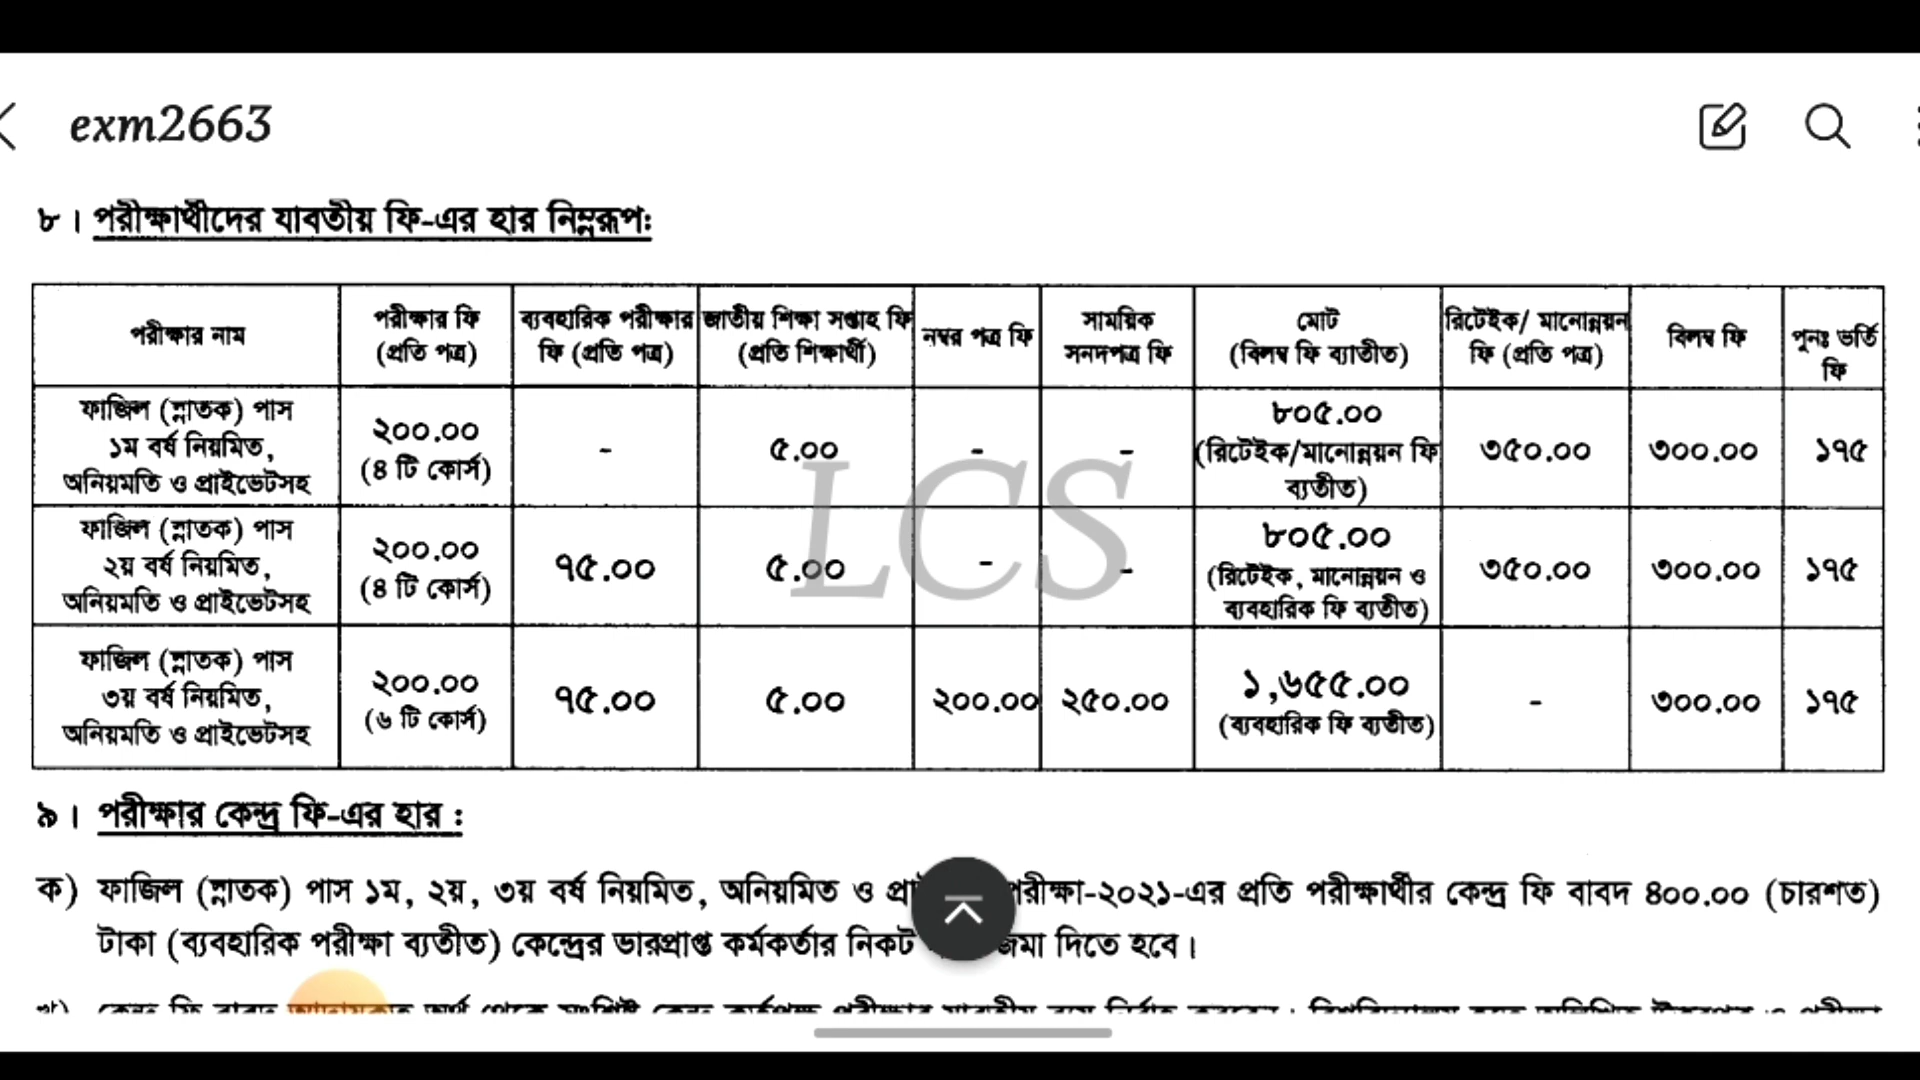 exm2663
৮। পরীক্ষার্থীদের যাবতীয় ফি-এর হার নিম্নরূপঃ
পরীক্ষার নাম
পরীক্ষার ফি
(প্রতি পত্র)
ব্যবহারিক পরীক্ষার
ফি (প্রতি পত্র)
জাতীয় শিক্ষা সপ্তাহ ফি
(প্রতি শিক্ষার্থী)
নম্বর পত্র ফি
সাময়িক
সনদপত্র ফি
মোট
(বিলম্ব ফি ব্যাতীত)
রিটেইক/ মানোন্নয়ন
ফি (প্রতি পত্র)
বিলম্ব ফি
পুনঃ ভর্তি
ফি
ফাজিল (স্নাতক) পাস
১ম বর্ষ নিয়মিত,
অনিয়মতি ও প্রাইভেটসহ
২০০.০০
(৪ টি কোর্স)
-
৫.০০
-
-
৮০৫.০০
(রিটেইক/মানোন্নয়ন ফি
ব্যতীত)
৩৫০.০০
৩০০.০০
১৭৫
ফাজিল (স্নাতক) পাস
২য় বর্ষ নিয়মিত,
অনিয়মতি ও প্রাইভেটসহ
২০০.০০
(৪ টি কোর্স)
৭৫.০০
৫.০০
-
-
৮০৫.০০
(রিটেইক, মানোন্নয়ন ও
ব্যবহারিক ফি ব্যতীত)
৩৫০.০০
৩০০.০০
১৭৫
ফাজিল (স্নাতক) পাস
৩য় বর্ষ নিয়মিত,
অনিয়মতি ও প্রাইভেটসহ
২০০.০০
(৬ টি কোর্স)
৭৫.০০
৫.০০
২০০.০০
২৫০.০০
১,৬৫৫.০০
(ব্যবহারিক ফি ব্যতীত)
-
৩০০.০০
১৭৫
LCS
৯। পরীক্ষার কেন্দ্র ফি-এর হার :
ক) ফাজিল (স্নাতক) পাস ১ম, ২য়, ৩য় বর্ষ নিয়মিত, অনিয়মিত ও পরীক্ষা-২০২১-এর প্রতি পরীক্ষার্থীর কেন্দ্র ফি বাবদ ৪০০.০০ (চারশত)
টাকা (ব্যবহারিক পরীক্ষা ব্যতীত) কেন্দ্রের ভারপ্রাপ্ত কর্মকর্তার নিকট জমা দিতে হবে।